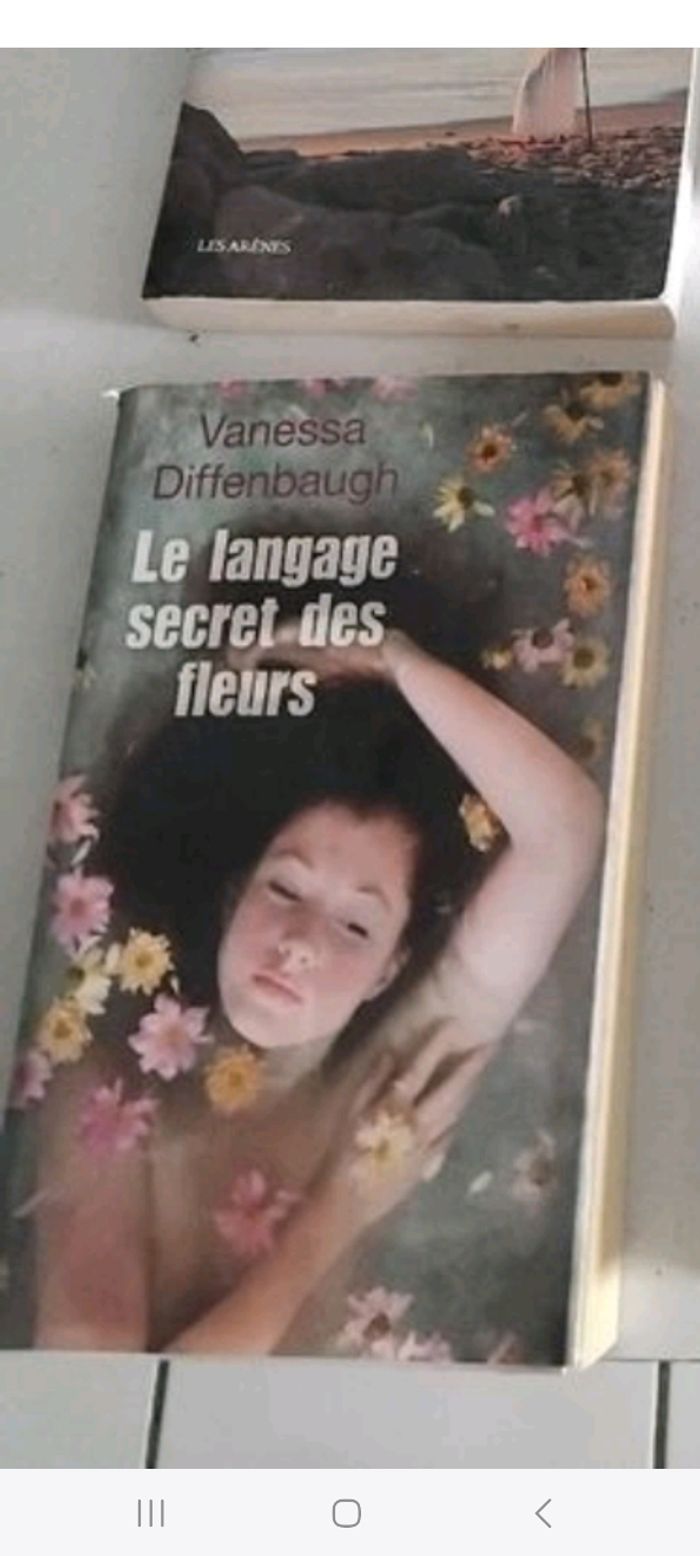 LES ARÈNES
Vanessa
Diffenbaugh
Le langage
secret des
fleurs